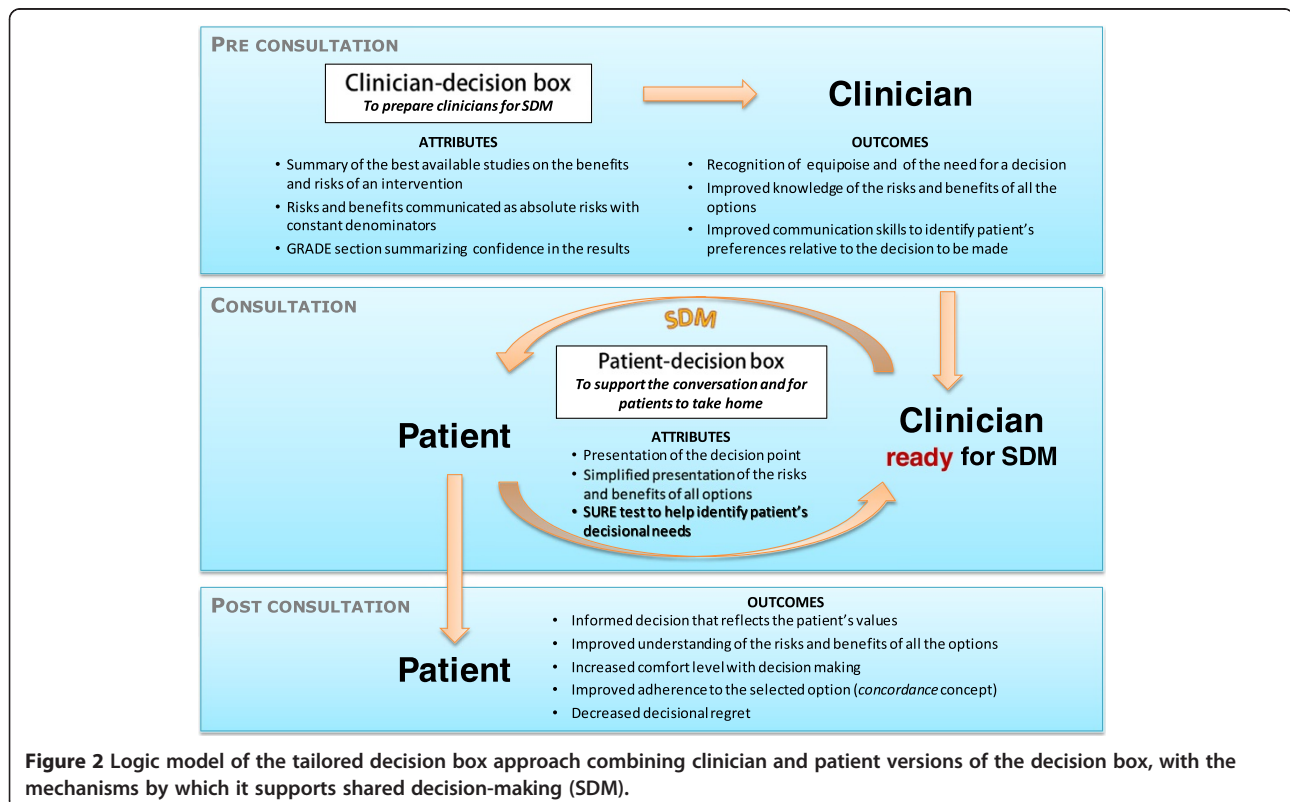 PRE CONSULTATION
Clinician-decision box
To prepare clinicians for SDM
ATTRIBUTES
• Summary of the best available studies on the benefits
and risks of an intervention
• Risks and benefits communicated as absolute risks with
constant denominators
• GRADE section summarizing confidence in the results
Clinician
OUTCOMES
• Recognition of equipoise and of the need for a decision
• Improved knowledge of the risks and benefits of all the
options
• Improved communication skills to identify patient's
preferences relative to the decision to be made
CONSULTATION
SDM
Patient-decision box
To support the conversation and for
patients to take home
Patient
ATTRIBUTES
• Presentation of the decision point
• Simplified presentation of the risks
and benefits of all options
• SURE test to help identify patient's
decisional needs
Clinician
ready for SDM
POST CONSULTATION
Patient
OUTCOMES
• Informed decision that reflects the patient's values
• Improved understanding of the risks and benefits of all the options
• Increased comfort level with decision making
• Improved adherence to the selected option (concordance concept)
• Decreased decisional regret
Figure 2 Logic model of the tailored decision box approach combining clinician and patient versions of the decision box, with the
mechanisms by which it supports shared decision-making (SDM).